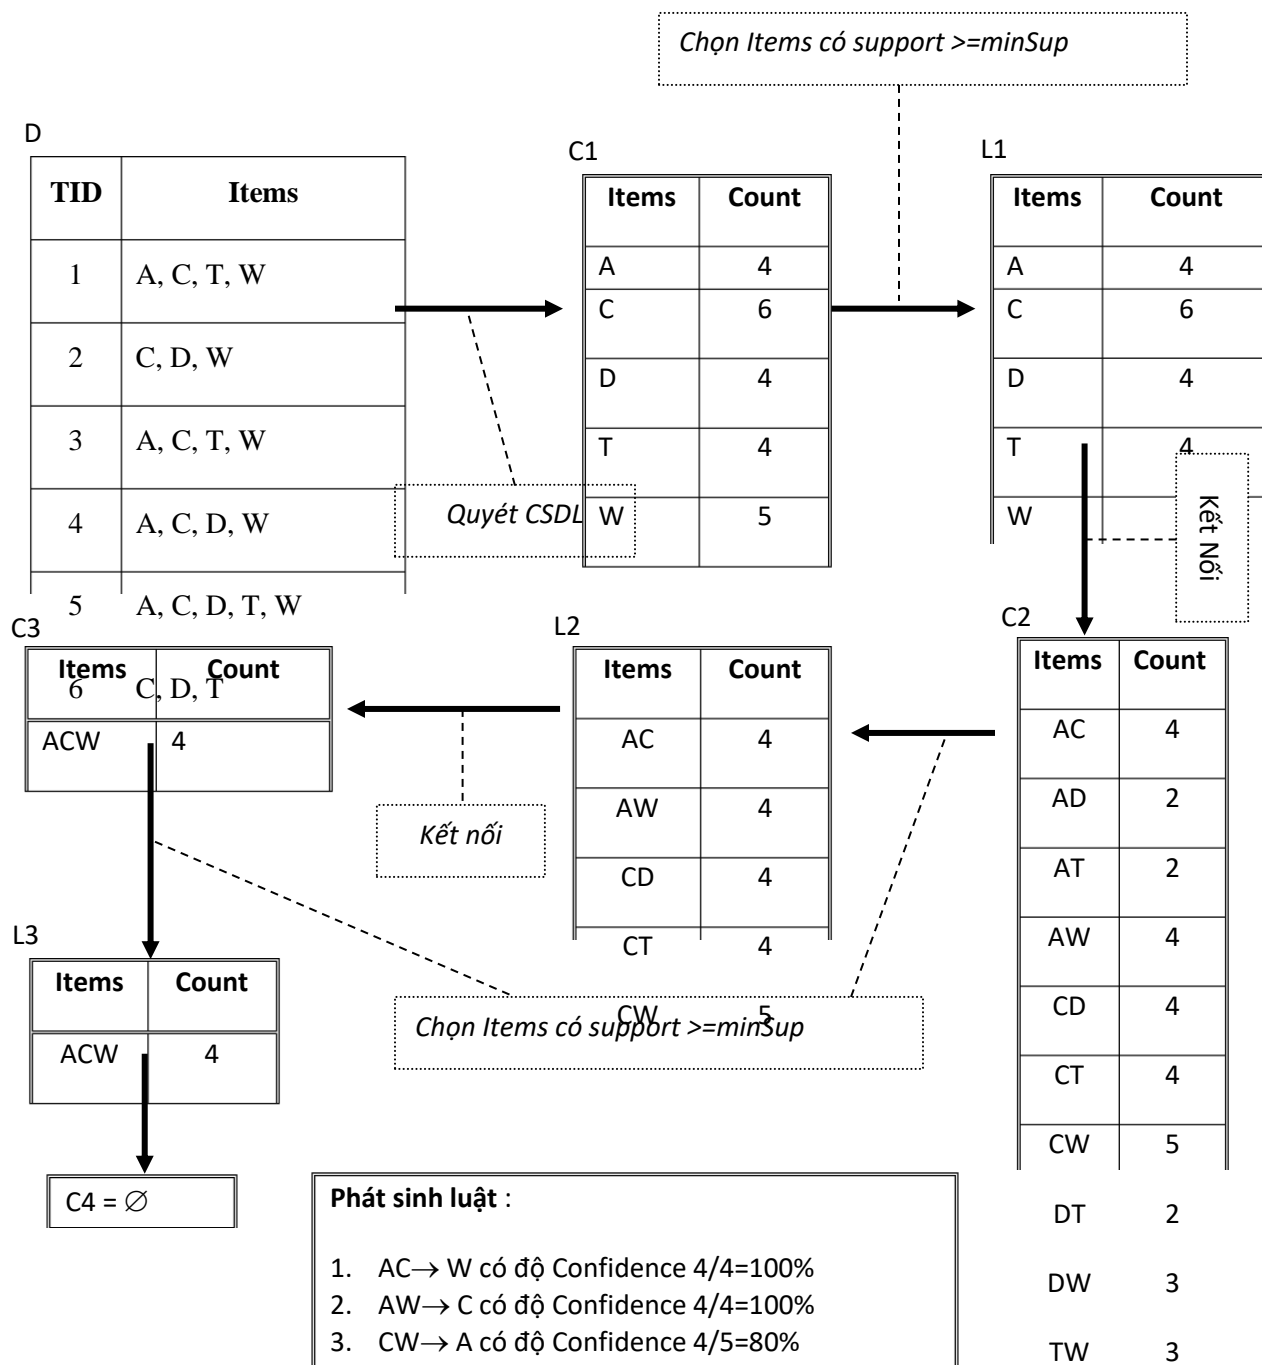 Chọn Items có support >=minSup
D
TID Items
1 A, C, T, W
2 C, D, W
3 A, C, T, W
4 A, C, D, W
5 A, C, D, T, W
6 C, D, T
Quyét CSDL
C1
Items Count
A 4
C 6
D 4
T 4
W 5
L1
Items Count
A 4
C 6
D 4
T 4
W
Kết Nối
C2
Items Count
AC 4
AD 2
AT 2
AW 4
CD 4
CT 4
CW 5
DT 2
DW 3
TW 3
L2
Items Count
AC 4
AW 4
CD 4
CT 4
CW 5
Kết nối
C3
Items Count
ACW 4
Chọn Items có support >=minSup
L3
Items Count
ACW 4
C4 = ∅
Phát sinh luật :
1. AC→ W có độ Confidence 4/4=100%
2. AW→ C có độ Confidence 4/4=100%
3. CW→ A có độ Confidence 4/5=80%